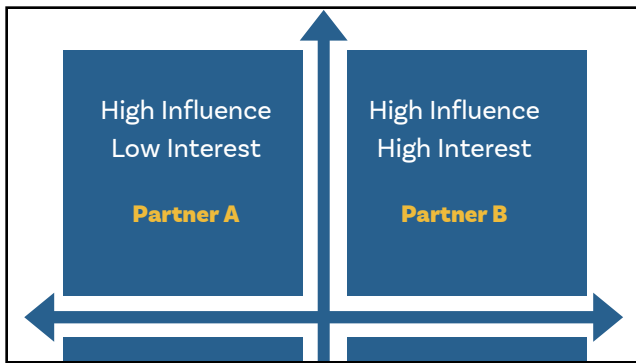 High Influence
Low Interest
Partner A
High Influence
High Interest
Partner B